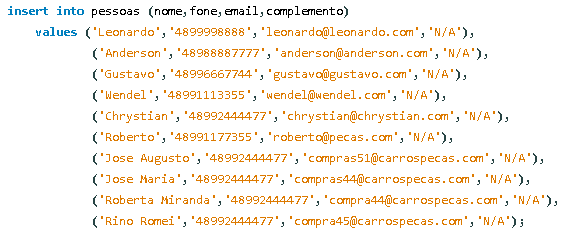 insert into pessoas (nome,fone,email,complemento)
values ('Leonardo','4899998888','leonardo@leonardo.com','N/A'),
('Anderson','48988887777','anderson@anderson.com','N/A'),
('Gustavo','48996667744','gustavo@gustavo.com','N/A'),
('Wendel','48991113355','wendel@wendel.com','N/A'),
('Chrystian','48992444477','chrystian@chrystian.com','N/A'),
('Roberto','48991177355','roberto@pecas.com','N/A'),
('Jose Augusto','48992444477','compras51@carrospecas.com','N/A'),
('Jose Maria','48992444477','compras44@carrospecas.com','N/A'),
('Roberta Miranda','48992444477','compra44@carrospecas.com','N/A'),
('Rino Romei','48992444477','compra45@carrospecas.com','N/A');